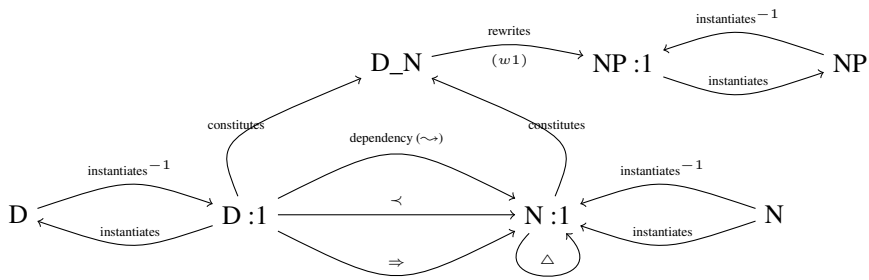 rewrites
(w1)
instantiates⁻¹
instantiates
D_N
NP :1
NP
constitutes
constitutes
dependency (⇝)
≺
⇒
△
instantiates⁻¹
instantiates
instantiates⁻¹
instantiates
D
D :1
N :1
N